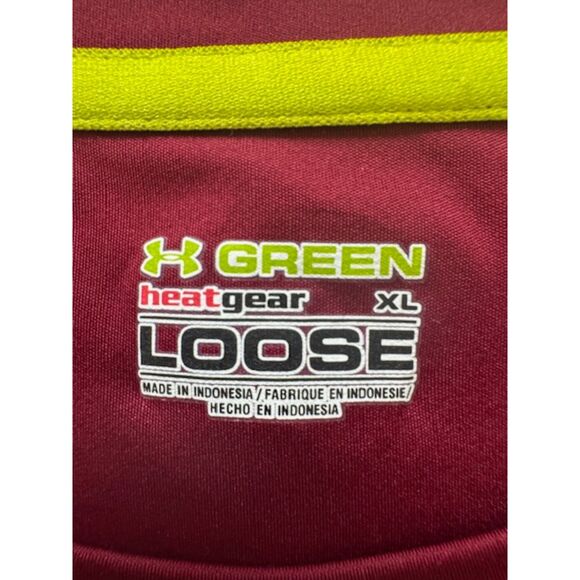 GREEN
heatgear XL
LOOSE
MADE IN INDONESIA/FABRIQUE EN INDONESIE/
HECHO EN INDONESIA